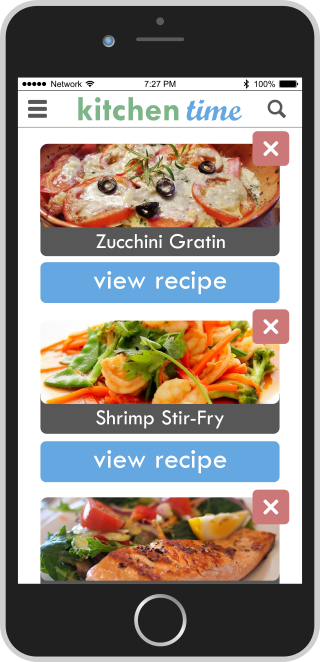 Network 7:27 PM 100%
kitchen time
Zucchini Gratin
view recipe
Shrimp Stir-Fry
view recipe